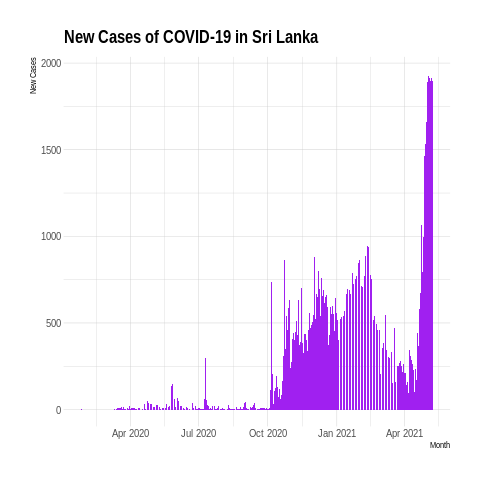 New Cases of COVID-19 in Sri Lanka
New Cases
2000
1500
1000
500
0
Apr 2020 Jul 2020 Oct 2020 Jan 2021 Apr 2021
Month